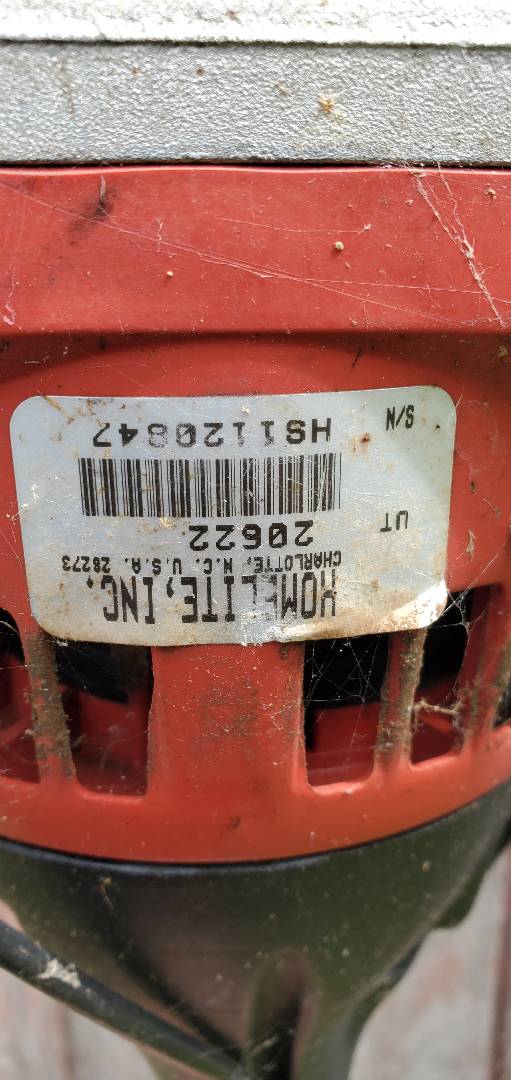 HOMELITE, INC.
CHARLOTTE, N.C. U.S.A. 28273
UT 20622
S/N HS1120847